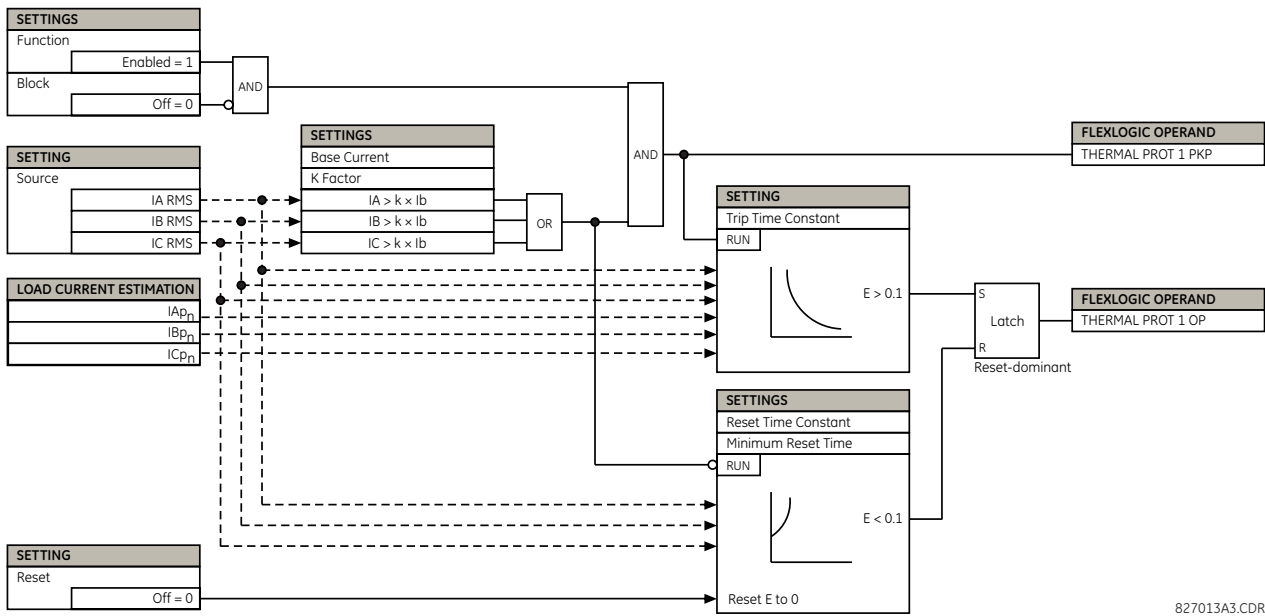 SETTINGS
Function
Enabled = 1
Block
Off = 0
AND
SETTING
Source
IA RMS
IB RMS
IC RMS
LOAD CURRENT ESTIMATION
IApn
IBpn
ICpn
SETTINGS
Base Current
K Factor
IA > k × Ib
IB > k × Ib
IC > k × Ib
OR
AND
FLEXLOGIC OPERAND
THERMAL PROT 1 PKP
SETTING
Trip Time Constant
RUN
E > 0.1
S
Latch
R
Reset-dominant
FLEXLOGIC OPERAND
THERMAL PROT 1 OP
SETTINGS
Reset Time Constant
Minimum Reset Time
RUN
E < 0.1
Reset E to 0
SETTING
Reset
Off = 0
827013A3.CDR